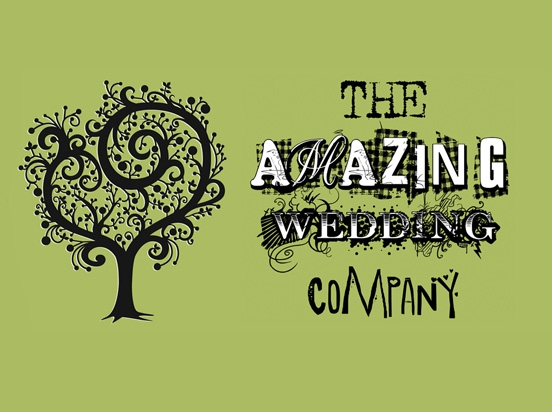 THE
AMAZING
WEDDING
COMPANY